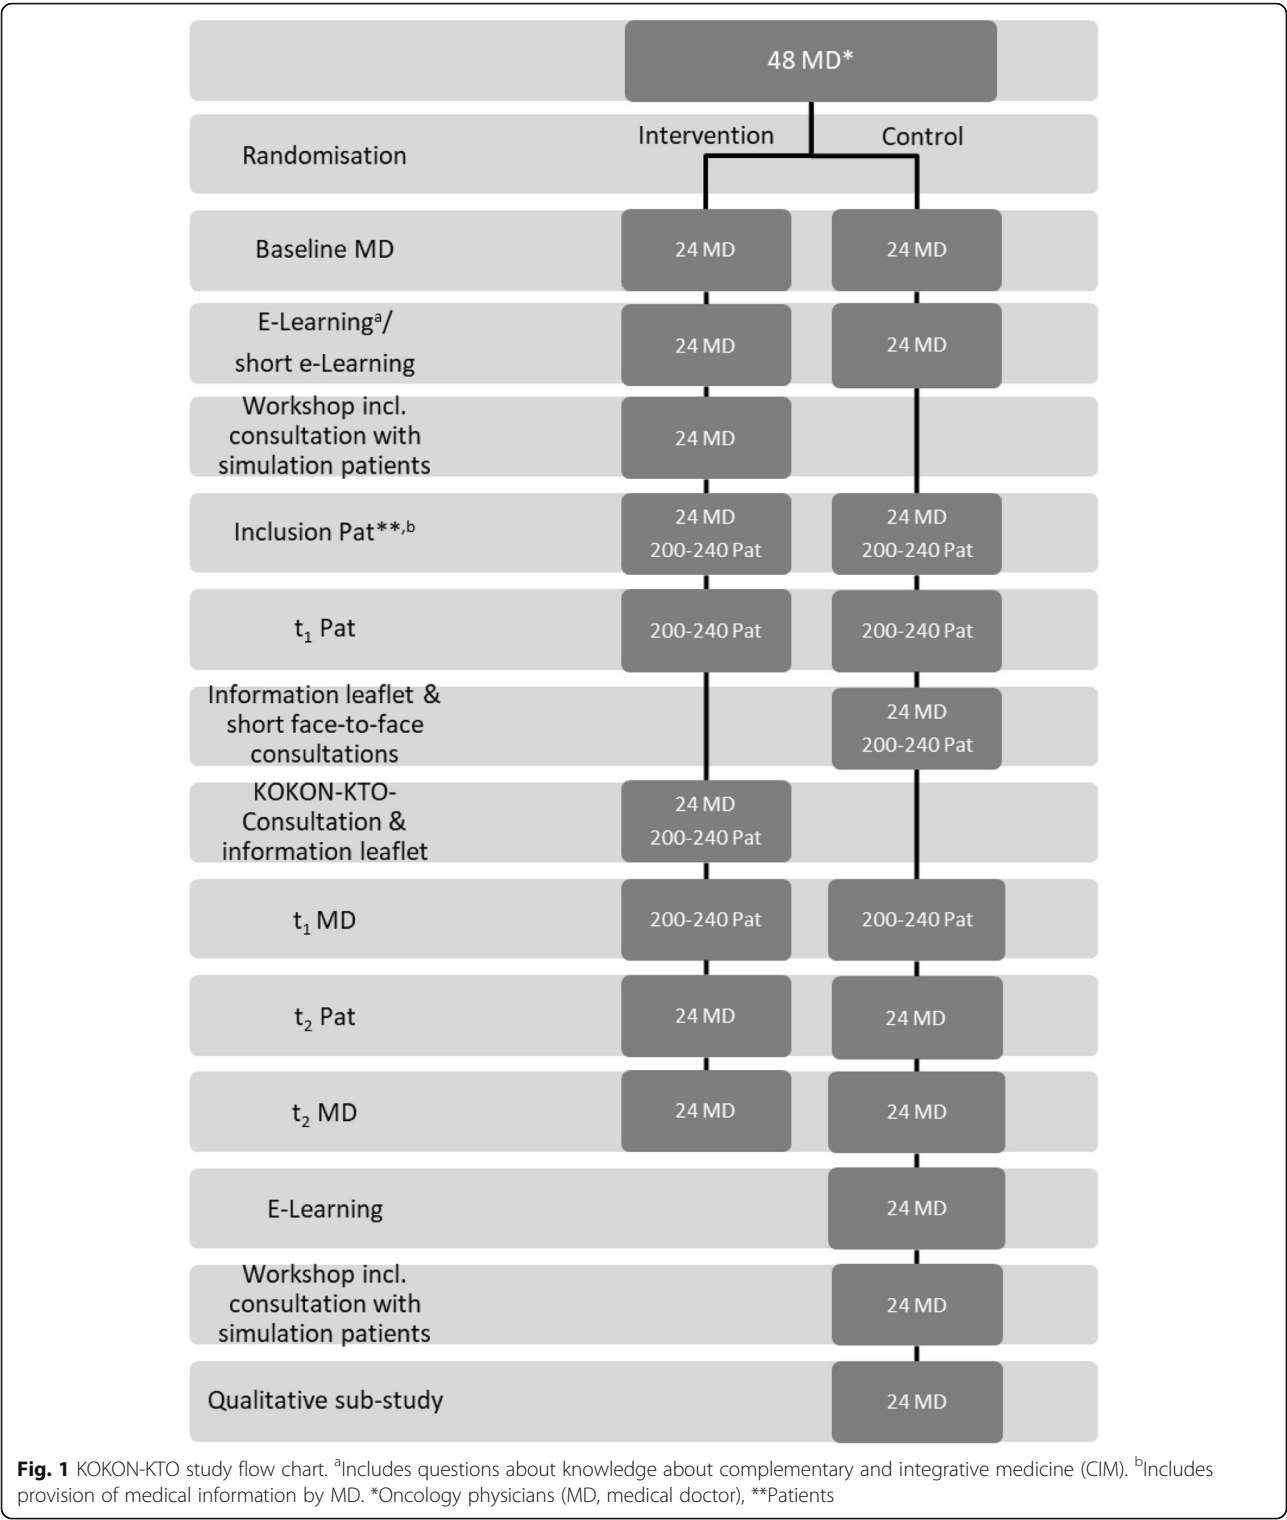 48 MD*
Intervention
Control
Randomisation
Baseline MD
24 MD
24 MD
E-Learningᵃ/
short e-Learning
24 MD
24 MD
Workshop incl.
consultation with
simulation patients
24 MD
Inclusion Pat**,ᵇ
24 MD
200-240 Pat
24 MD
200-240 Pat
t₁ Pat
200-240 Pat
200-240 Pat
Information leaflet &
short face-to-face
consultations
24 MD
200-240 Pat
KOKON-KTO-
Consultation &
information leaflet
24 MD
200-240 Pat
t₁ MD
200-240 Pat
200-240 Pat
t₂ Pat
24 MD
24 MD
t₂ MD
24 MD
24 MD
E-Learning
24 MD
Workshop incl.
consultation with
simulation patients
24 MD
Qualitative sub-study
24 MD
Fig. 1 KOKON-KTO study flow chart. ᵃIncludes questions about knowledge about complementary and integrative medicine (CIM). ᵇIncludes
provision of medical information by MD. *Oncology physicians (MD, medical doctor), **Patients